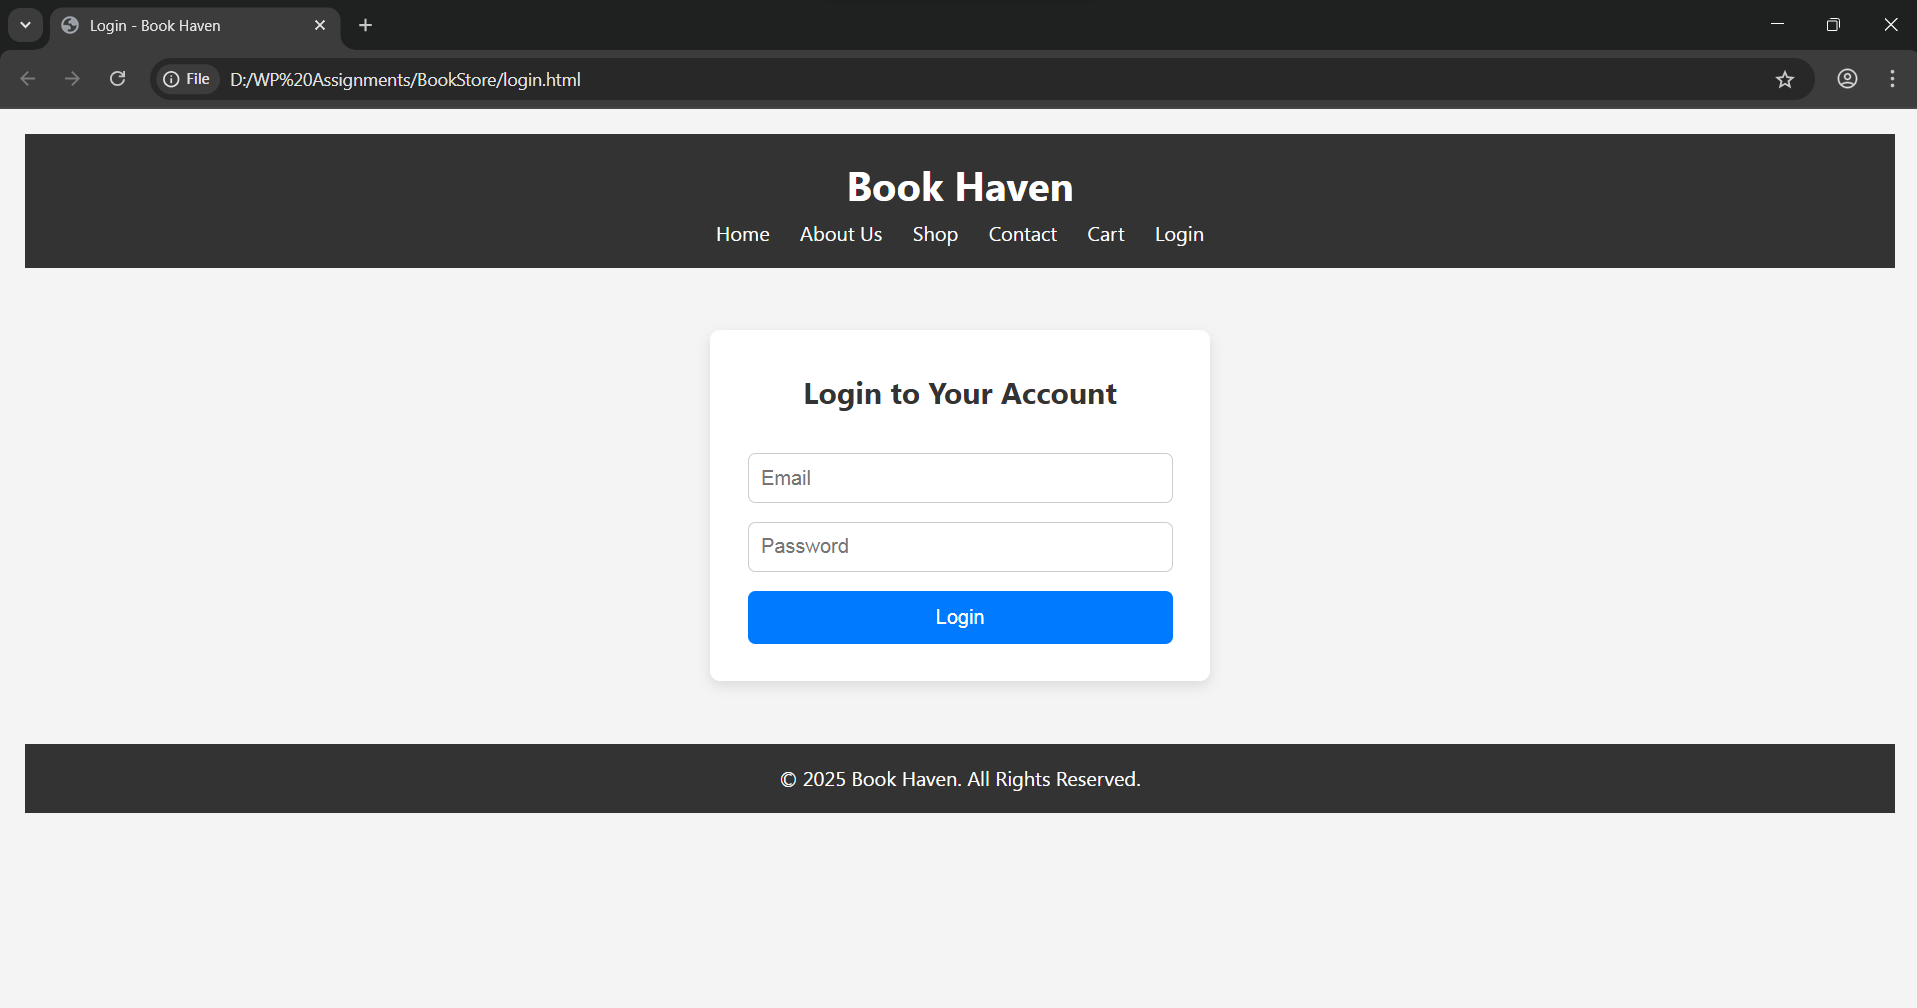 Login - Book Haven
File D:/WP%20Assignments/BookStore/login.html
Book Haven
Home About Us Shop Contact Cart Login
Login to Your Account
Email
Password
Login
© 2025 Book Haven. All Rights Reserved.